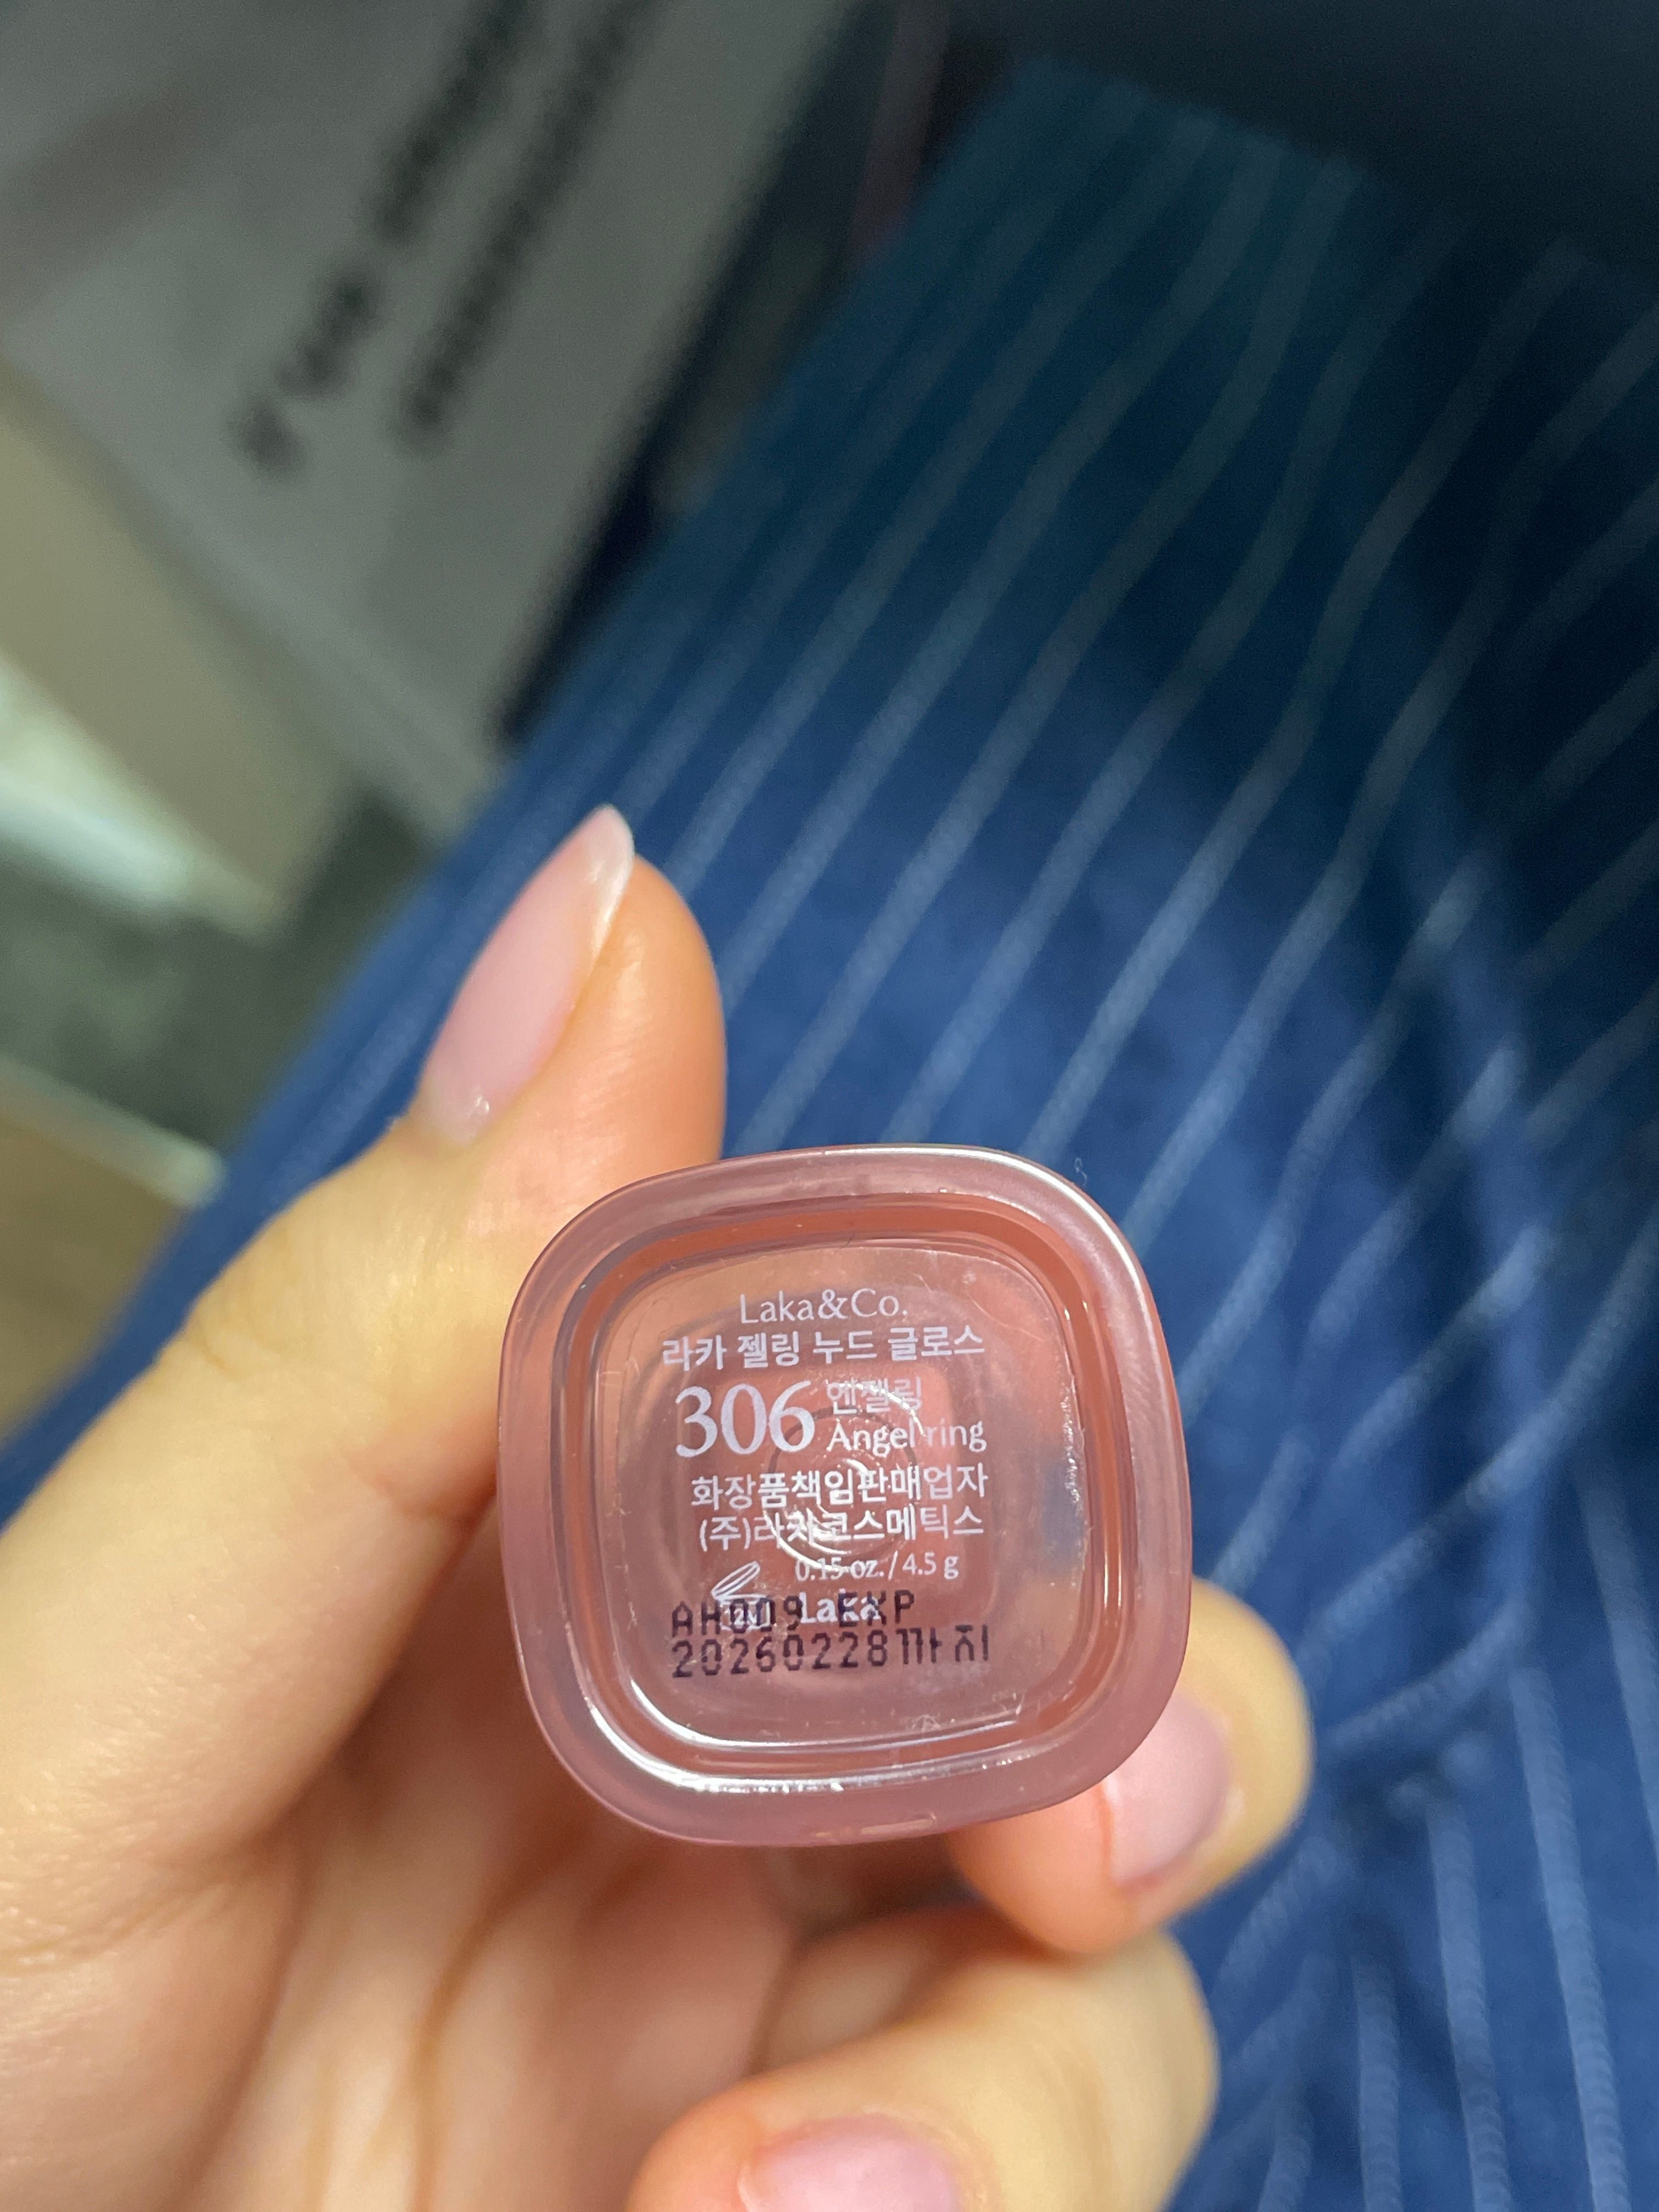 Laka&Co.
라카 젤링 누드 글로스
306 엔젤링
Angel ring
화장품책임판매업자
(주)라카코스메틱스
0.15 oz. / 4.5 g
Laka
AH009 EXP
20260228까지